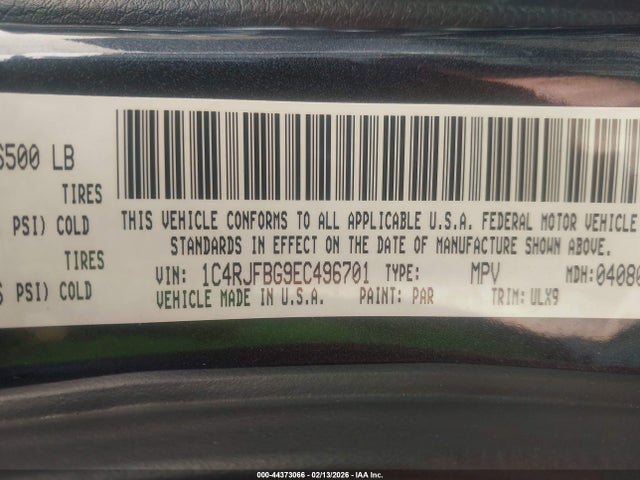 6500 LB
TIRES
PSI) COLD
TIRES
PSI) COLD
THIS VEHICLE CONFORMS TO ALL APPLICABLE U.S.A. FEDERAL MOTOR VEHICLE
STANDARDS IN EFFECT ON THE DATE OF MANUFACTURE SHOWN ABOVE.
VIN: 1C4RJFBG9EC496701 TYPE: MPV MDH: 04080
VEHICLE MADE IN U.S.A. PAINT: PAR TRIM: ULX9
000-44373066 - 02/13/2026 - IAA Inc.